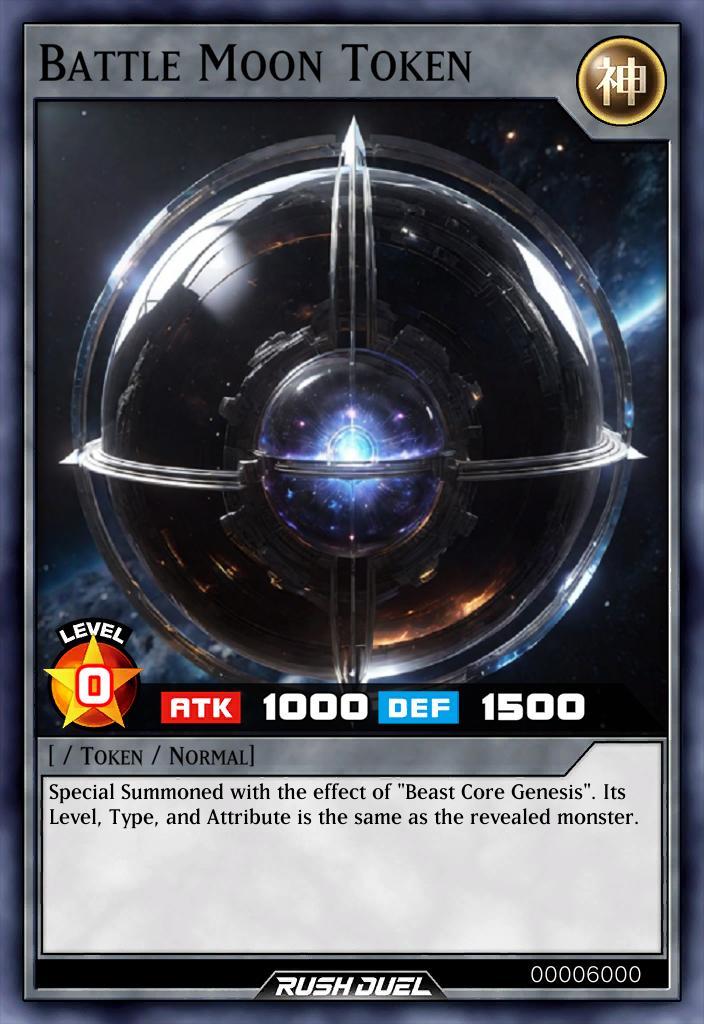 Battle Moon Token
神
LEVEL
0
ATK 1000 DEF 1500
[ / Token / Normal]
Special Summoned with the effect of "Beast Core Genesis". Its
Level, Type, and Attribute is the same as the revealed monster.
00006000
RUSH DUEL